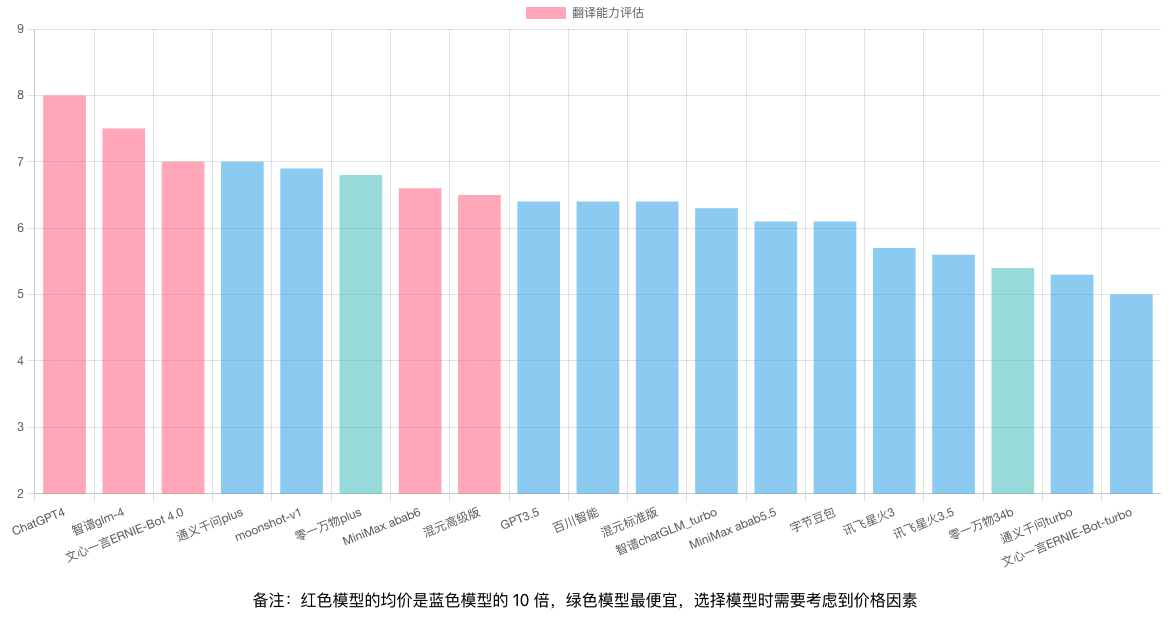 翻译能力评估
9
8
7
6
5
4
3
2
ChatGPT4
智谱glm-4
文心一言ERNIE-Bot 4.0
通义千问plus
moonshot-v1
零一万物plus
MiniMax abab6
混元高级版
GPT3.5
百川智能
混元标准版
智谱chatGLM_turbo
MiniMax abab5.5
字节豆包
讯飞星火3
讯飞星火3.5
零一万物34b
通义千问turbo
文心一言ERNIE-Bot-turbo
备注：红色模型的均价是蓝色模型的 10 倍，绿色模型最便宜，选择模型时需要考虑到价格因素